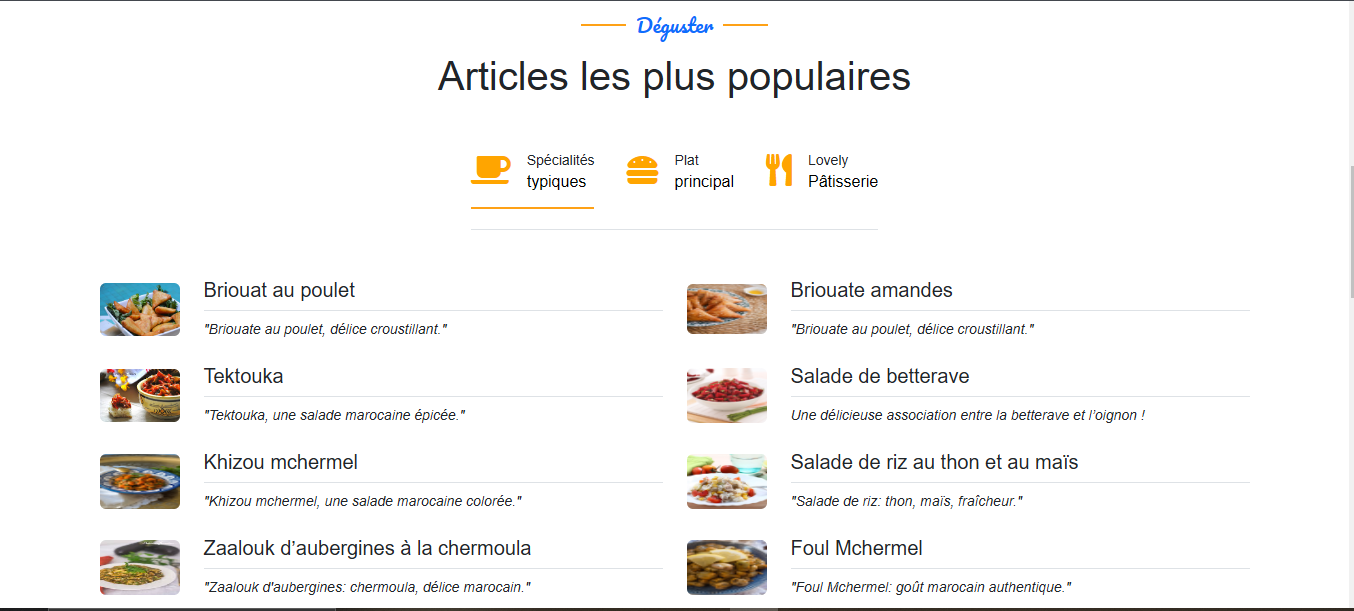 Déguster
Articles les plus populaires
Spécialités
typiques
Plat
principal
Lovely
Pâtisserie
Briouat au poulet
"Briouate au poulet, délice croustillant."
Briouate amandes
"Briouate au poulet, délice croustillant."
Tektouka
"Tektouka, une salade marocaine épicée."
Salade de betterave
Une délicieuse association entre la betterave et l’oignon !
Khizou mchermel
"Khizou mchermel, une salade marocaine colorée."
Salade de riz au thon et au maïs
"Salade de riz: thon, maïs, fraîcheur."
Zaalouk d’aubergines à la chermoula
"Zaalouk d'aubergines: chermoula, délice marocain."
Foul Mchermel
"Foul Mchermel: goût marocain authentique."